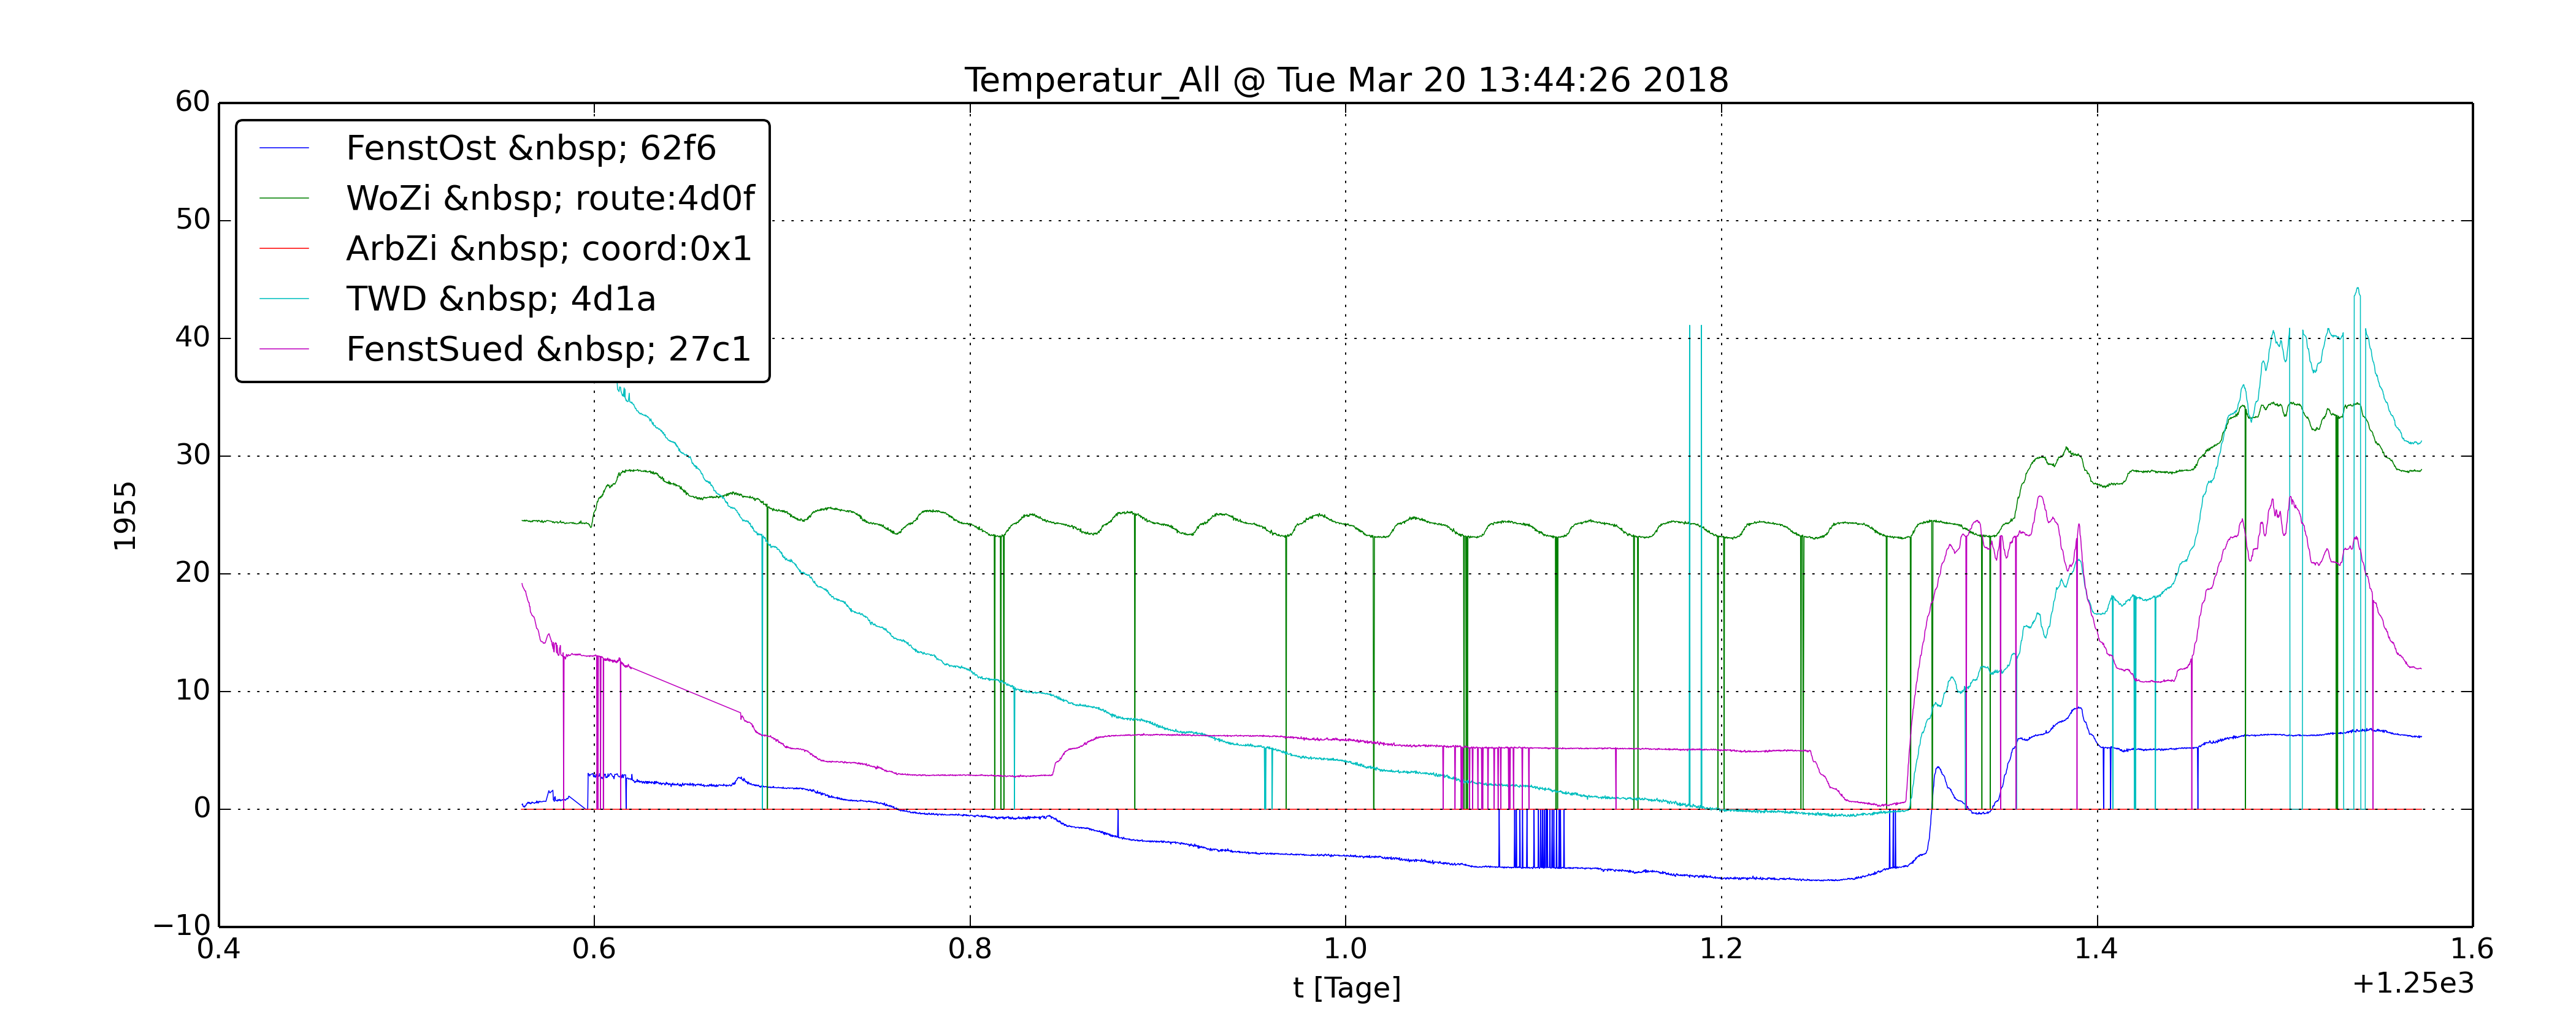 Temperatur_All @ Tue Mar 20 13:44:26 2018
60
50
40
30
20
10
0
−10
1955
FenstOst &nbsp; 62f6
WoZi &nbsp; route:4d0f
ArbZi &nbsp; coord:0x1
TWD &nbsp; 4d1a
FenstSued &nbsp; 27c1
0.4 0.6 0.8 1.0 1.2 1.4 1.6
+1.25e3
t [Tage]